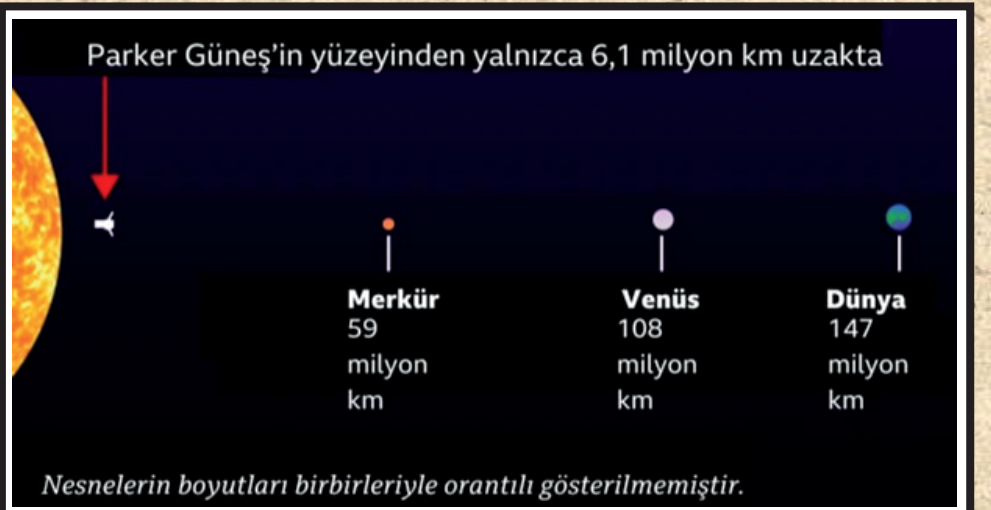 Parker Güneş'in yüzeyinden yalnızca 6,1 milyon km uzakta
Merkür
59
milyon
km
Venüs
108
milyon
km
Dünya
147
milyon
km
Nesnelerin boyutları birbirleriyle orantılı gösterilmemiştir.